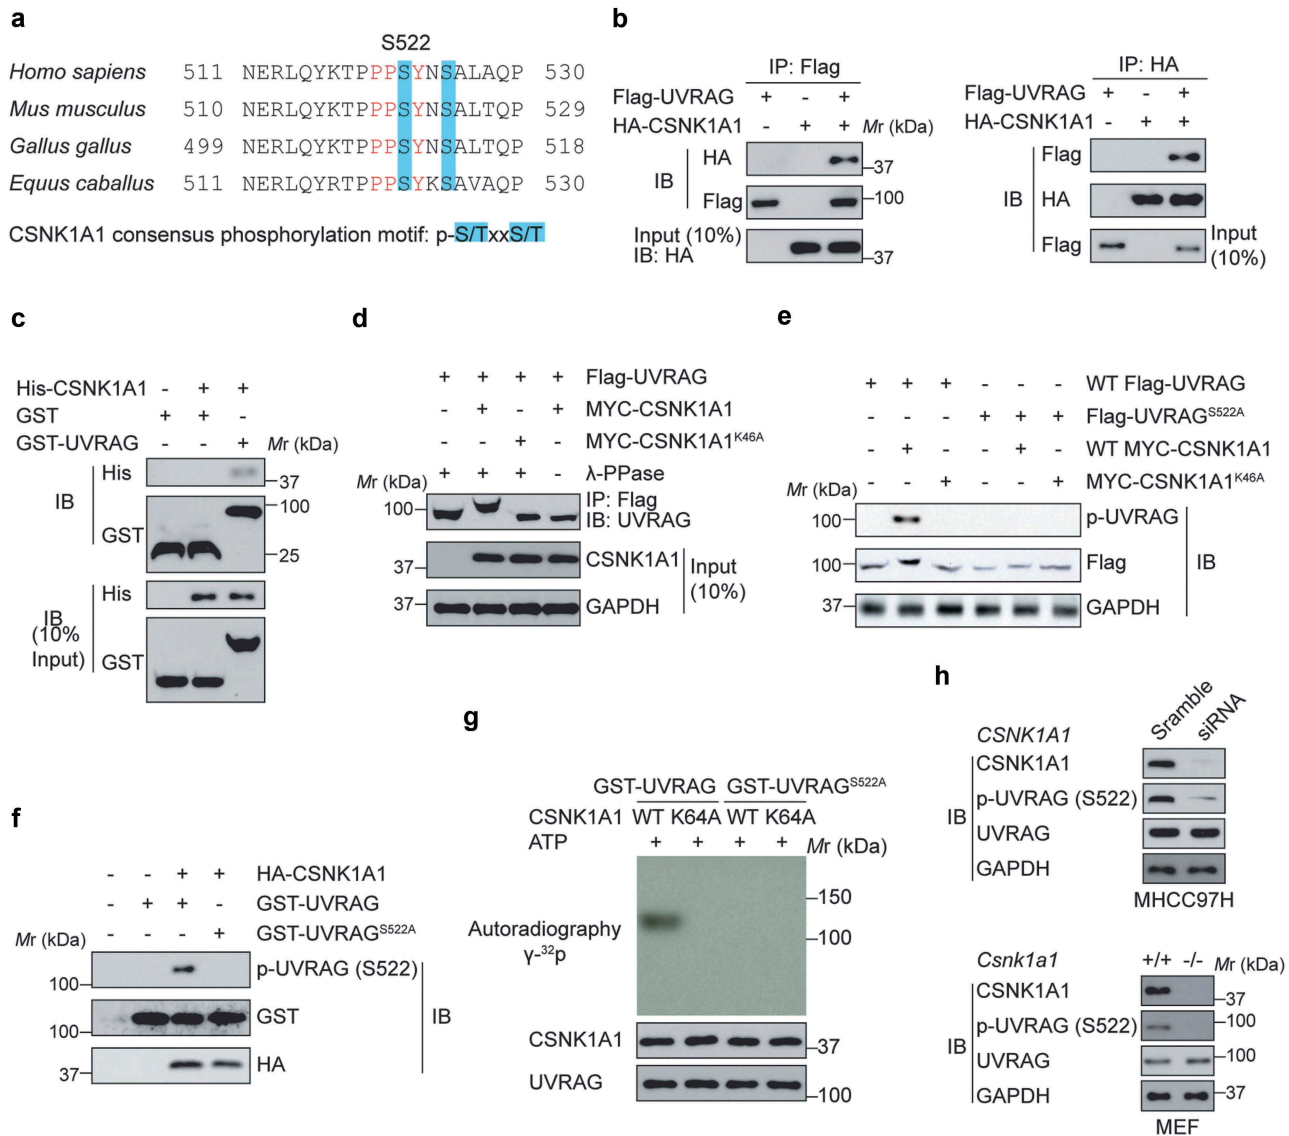 a
S522
Homo sapiens 511 NERLQYKTPPPSYNSALAQP 530
Mus musculus 510 NERLQYKTPPPSYNSALTQP 529
Gallus gallus 499 NERLQYKTPPPSYNSALTQP 518
Equus caballus 511 NERLQYRTPPPSYKSAVAQP 530
CSNK1A1 consensus phosphorylation motif: p-S/TxxS/T
b
IP: Flag
Flag-UVRAG + - +
HA-CSNK1A1 - + + Mr (kDa)
IB
HA
37
Flag
100
Input (10%)
IB: HA
37
IP: HA
Flag-UVRAG + - +
HA-CSNK1A1 - + +
IB
Flag
HA
Flag
Input
(10%)
c
His-CSNK1A1 - + +
GST + + -
GST-UVRAG - - + Mr (kDa)
IB
His
37
100
GST
25
IB
(10%
Input)
His
GST
d
+ + + + Flag-UVRAG
- + - + MYC-CSNK1A1
- - + - MYC-CSNK1A1K46A
+ + + - λ-PPase
Mr (kDa)
100
IP: Flag
IB: UVRAG
37
CSNK1A1
37
GAPDH
Input
(10%)
e
+ + + - - - WT Flag-UVRAG
- - - + + + Flag-UVRAGS522A
- + - - + - WT MYC-CSNK1A1
- - + - - + MYC-CSNK1A1K46A
Mr (kDa)
100
p-UVRAG
100
Flag
37
GAPDH
IB
f
- - + + HA-CSNK1A1
- + + - GST-UVRAG
- - - + GST-UVRAGS522A
Mr (kDa)
100
p-UVRAG (S522)
100
GST
37
HA
IB
g
GST-UVRAG GST-UVRAGS522A
CSNK1A1 WT K64A WT K64A
ATP + + + + Mr (kDa)
150
100
Autoradiography
γ-32p
CSNK1A1
37
UVRAG
100
h
Sramble
siRNA
CSNK1A1
IB
CSNK1A1
p-UVRAG (S522)
UVRAG
GAPDH
MHCC97H
Csnk1a1 +/+ -/- Mr (kDa)
IB
CSNK1A1
37
p-UVRAG (S522)
100
UVRAG
100
GAPDH
37
MEF